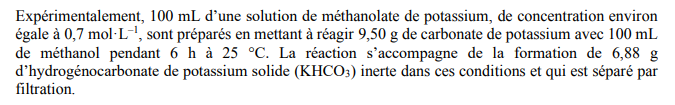 Expérimentalement, 100 mL d’une solution de méthanolate de potassium, de concentration environ
égale à 0,7 mol·L⁻¹, sont préparés en mettant à réagir 9,50 g de carbonate de potassium avec 100 mL
de méthanol pendant 6 h à 25 °C. La réaction s’accompagne de la formation de 6,88 g
d’hydrogénocarbonate de potassium solide (KHCO₃) inerte dans ces conditions et qui est séparé par
filtration.